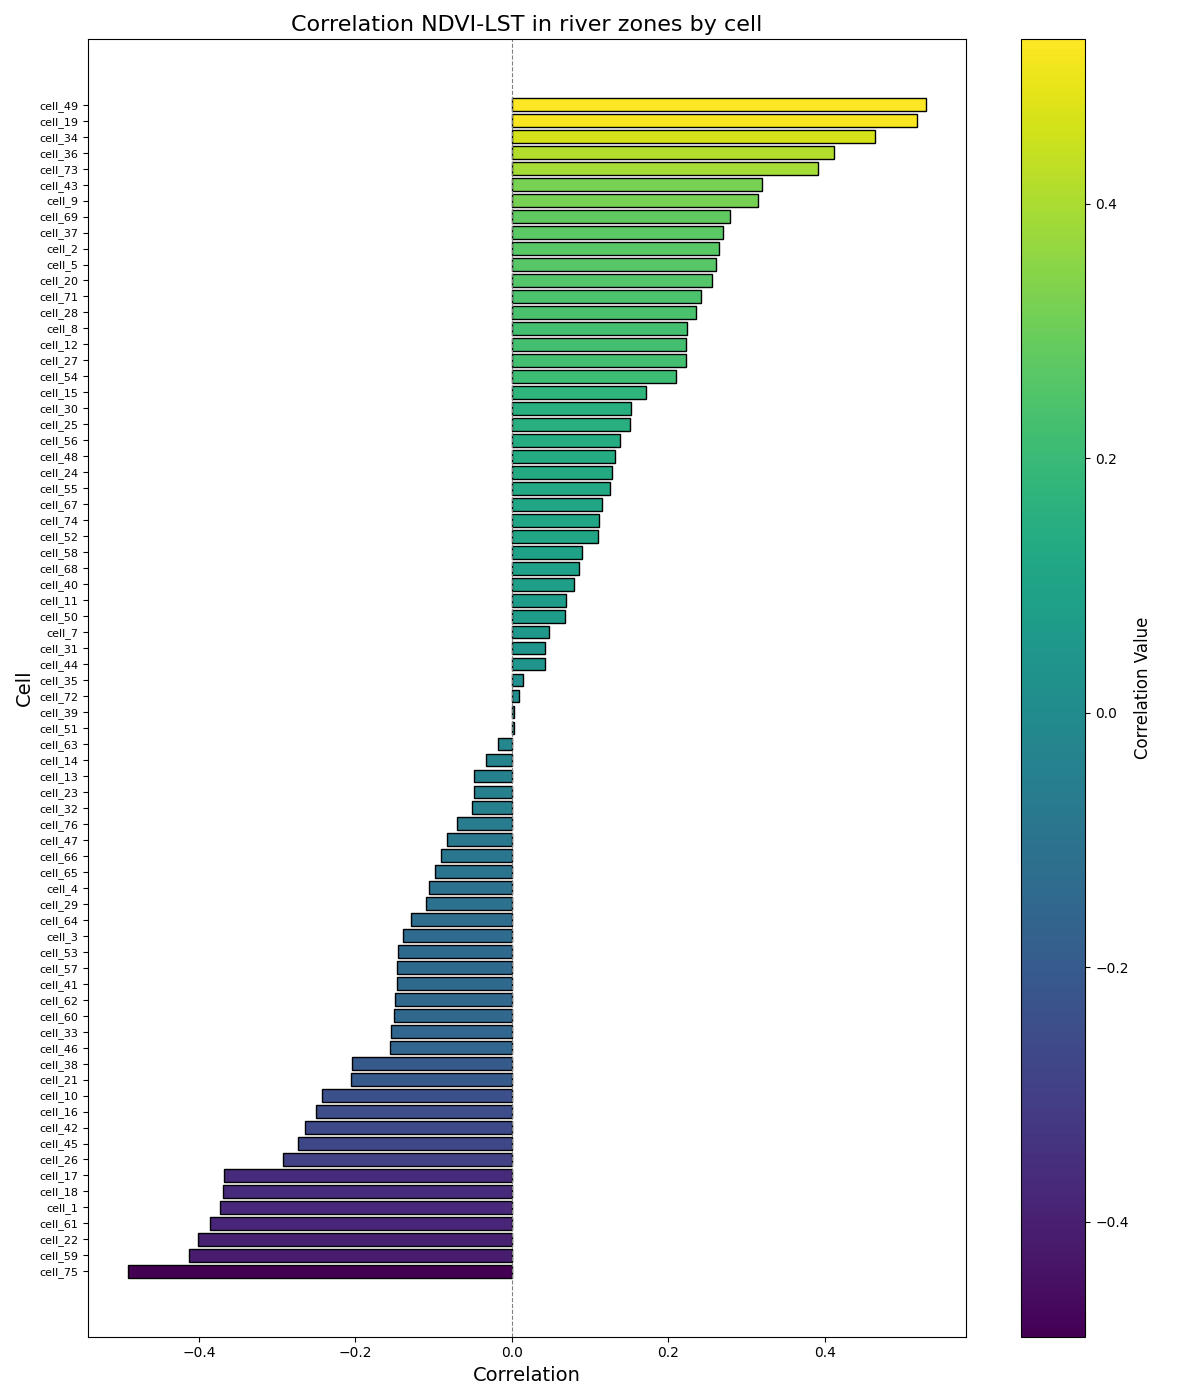 Correlation NDVI-LST in river zones by cell
cell_49
cell_19
cell_34
cell_36
cell_73
cell_43
cell_9
cell_69
cell_37
cell_2
cell_5
cell_20
cell_71
cell_28
cell_8
cell_12
cell_27
cell_54
cell_15
cell_30
cell_25
cell_56
cell_48
cell_24
cell_55
cell_67
cell_74
cell_52
cell_58
cell_68
cell_40
cell_11
cell_50
cell_7
cell_31
cell_44
cell_35
cell_72
cell_39
cell_51
cell_63
cell_14
cell_13
cell_23
cell_32
cell_76
cell_47
cell_66
cell_65
cell_4
cell_29
cell_64
cell_3
cell_53
cell_57
cell_41
cell_62
cell_60
cell_33
cell_46
cell_38
cell_21
cell_10
cell_16
cell_42
cell_45
cell_26
cell_17
cell_18
cell_1
cell_61
cell_22
cell_59
cell_75
Cell
−0.4 −0.2 0.0 0.2 0.4
Correlation
0.4
0.2
0.0
−0.2
−0.4
Correlation Value